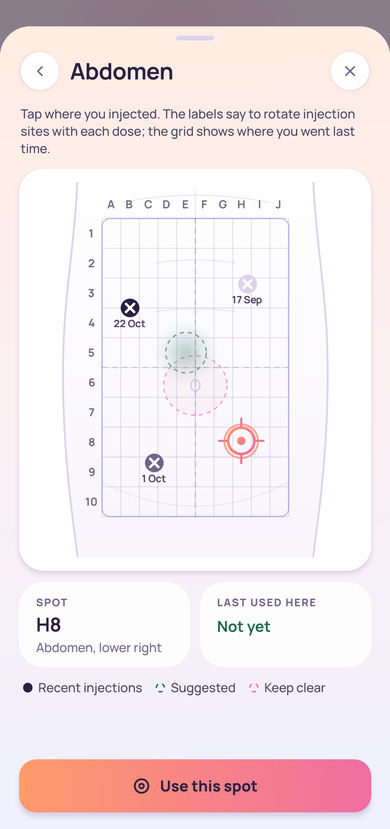 Abdomen
Tap where you injected. The labels say to rotate injection
sites with each dose; the grid shows where you went last
time.
A B C D E F G H I J
1
2
3
17 Sep
4
22 Oct
5
6
7
8
9
1 Oct
10
SPOT
H8
Abdomen, lower right
LAST USED HERE
Not yet
Recent injections
Suggested
Keep clear
Use this spot